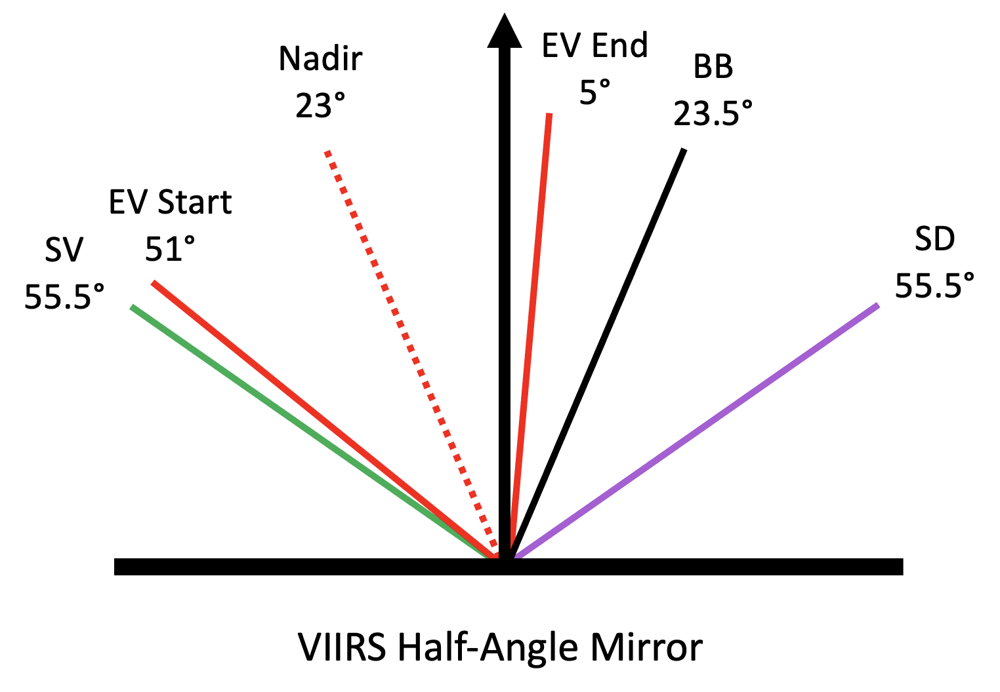 Nadir
23°
EV End
5°
BB
23.5°
EV Start
51°
SV
55.5°
SD
55.5°
VIIRS Half-Angle Mirror